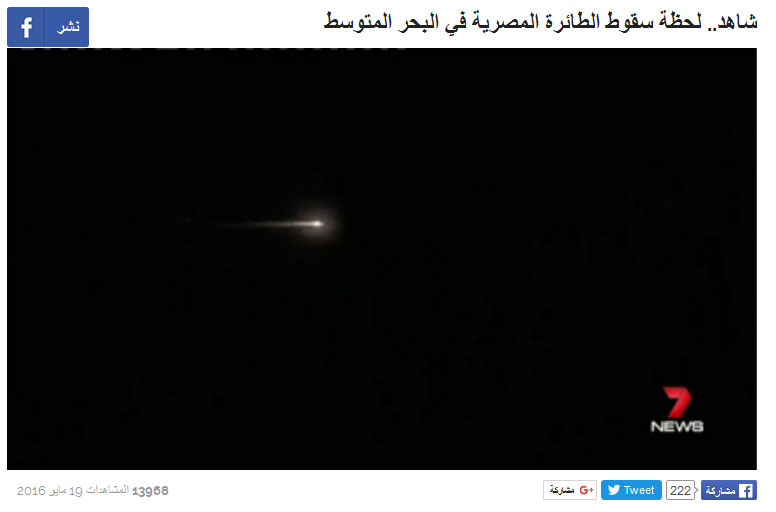 شاهد.. لحظة سقوط الطائرة المصرية في البحر المتوسط
نشر
7
NEWS
13968 المشاهدات 19 مايو 2016
مشاركة
222
Tweet
مشاركة